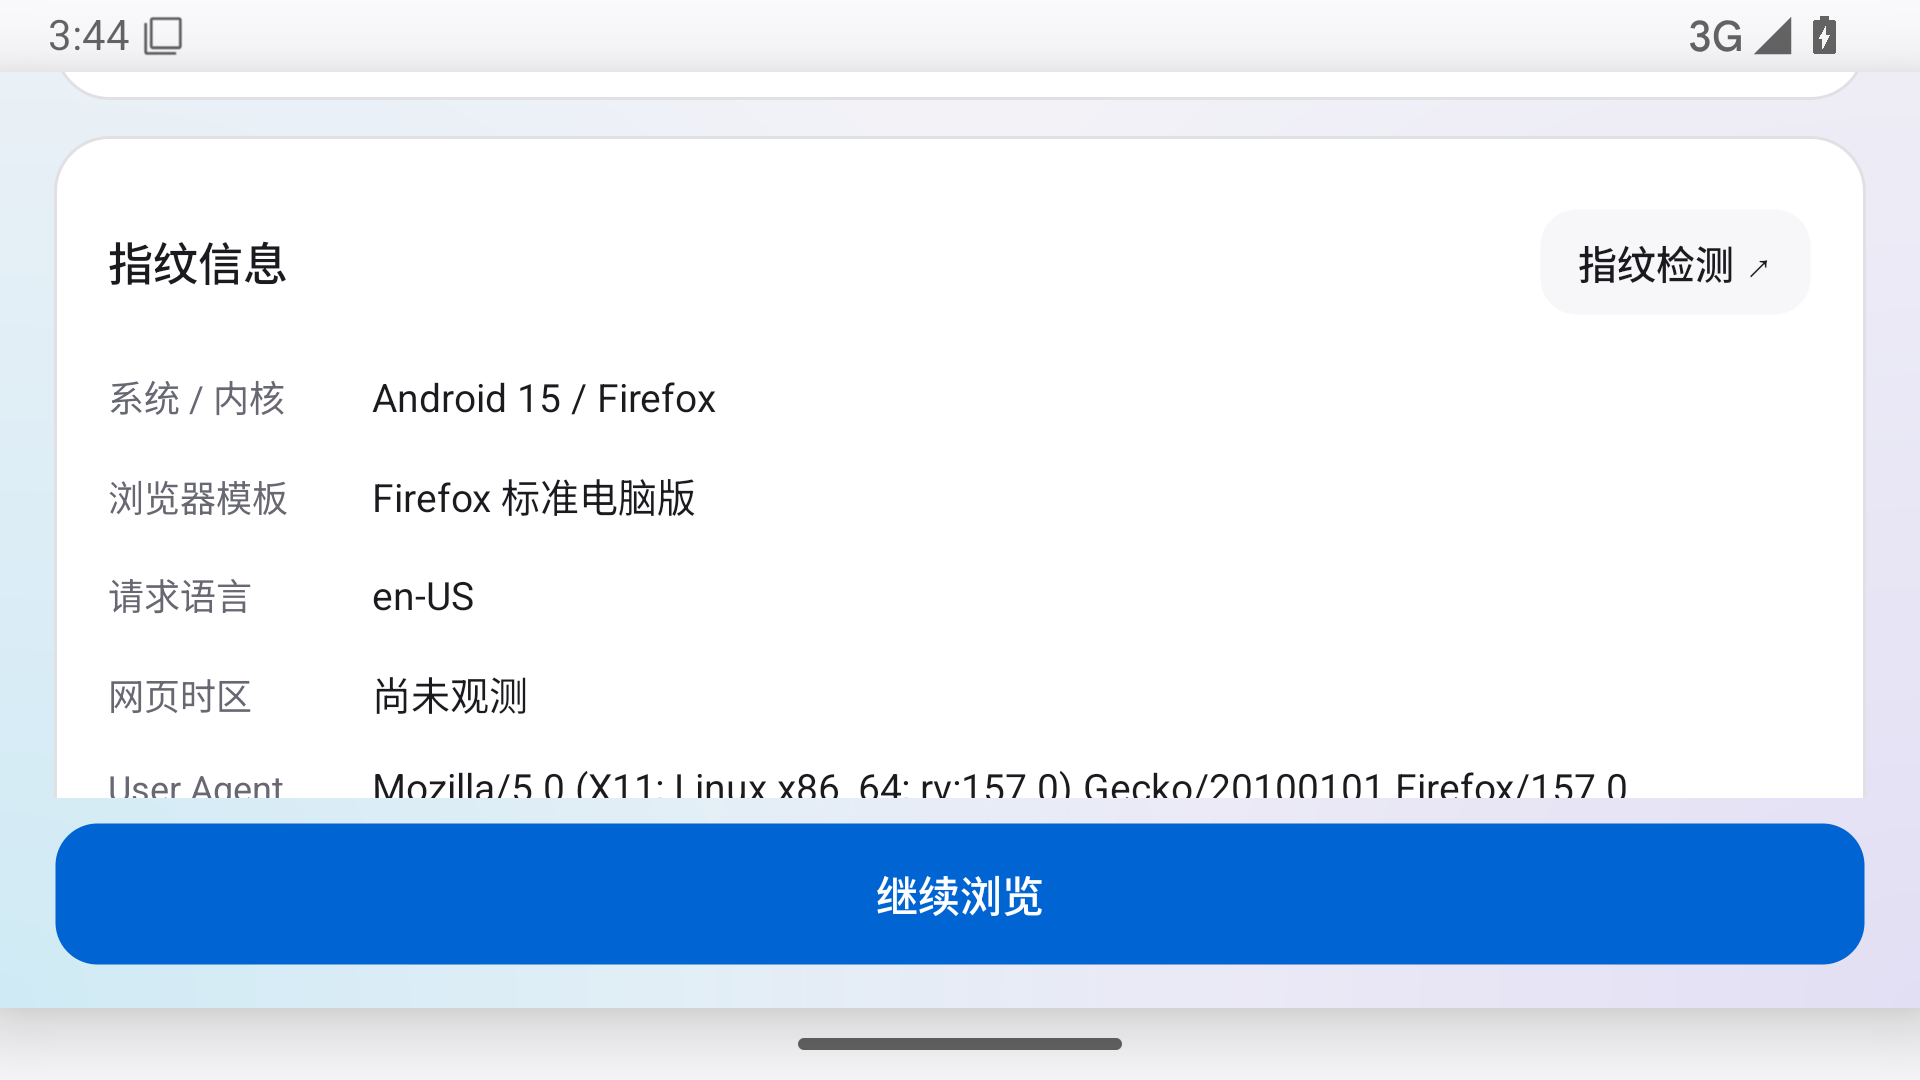 3:44
3G
指纹信息
指纹检测 ↗
系统 / 内核 Android 15 / Firefox
浏览器模板 Firefox 标准电脑版
请求语言 en-US
网页时区 尚未观测
User Agent Mozilla/5.0 (X11; Linux x86_64; rv:157.0) Gecko/20100101 Firefox/157.0
继续浏览